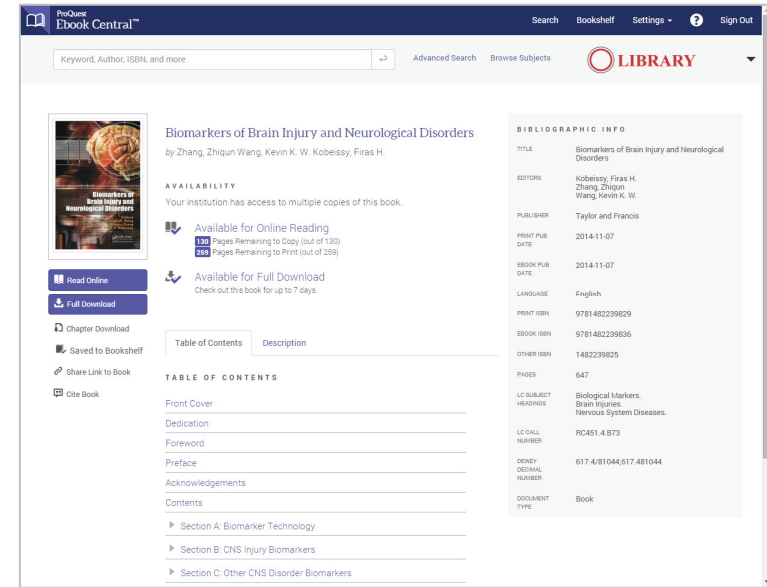 ProQuest
Ebook Central™
Search Bookshelf Settings ? Sign Out
Keyword, Author, ISBN, and more
Advanced Search Browse Subjects
LIBRARY
Biomarkers of Brain Injury and Neurological Disorders
by Zhang, Zhiqun Wang, Kevin K. W. Kobeissy, Firas H.
AVAILABILITY
Your institution has access to multiple copies of this book.
Available for Online Reading
130 Pages Remaining to Copy (out of 130)
259 Pages Remaining to Print (out of 259)
Available for Full Download
Check out this book for up to 7 days.
Biomarkers of
Brain Injury and
Neurological Disorders
Read Online
Full Download
Chapter Download
Saved to Bookshelf
Share Link to Book
Cite Book
Table of Contents Description
TABLE OF CONTENTS
Front Cover
Dedication
Foreword
Preface
Acknowledgements
Contents
Section A: Biomarker Technology
Section B: CNS Injury Biomarkers
Section C: Other CNS Disorder Biomarkers
BIBLIOGRAPHIC INFO
TITLE Biomarkers of Brain Injury and Neurological
Disorders
EDITORS Kobeissy, Firas H.
Zhang, Zhiqun
Wang, Kevin K. W.
PUBLISHER Taylor and Francis
PRINT PUB 2014-11-07
DATE
EBOOK PUB 2014-11-07
DATE
LANGUAGE English
PRINT ISBN 9781482239829
EBOOK ISBN 9781482239836
OTHER ISBN 1482239825
PAGES 647
LC SUBJECT Biological Markers.
HEADINGS Brain Injuries.
Nervous System Diseases.
LC CALL RC451.4.B73
NUMBER
DEWEY 617.4/81044;617.481044
DECIMAL
NUMBER
DOCUMENT Book
TYPE